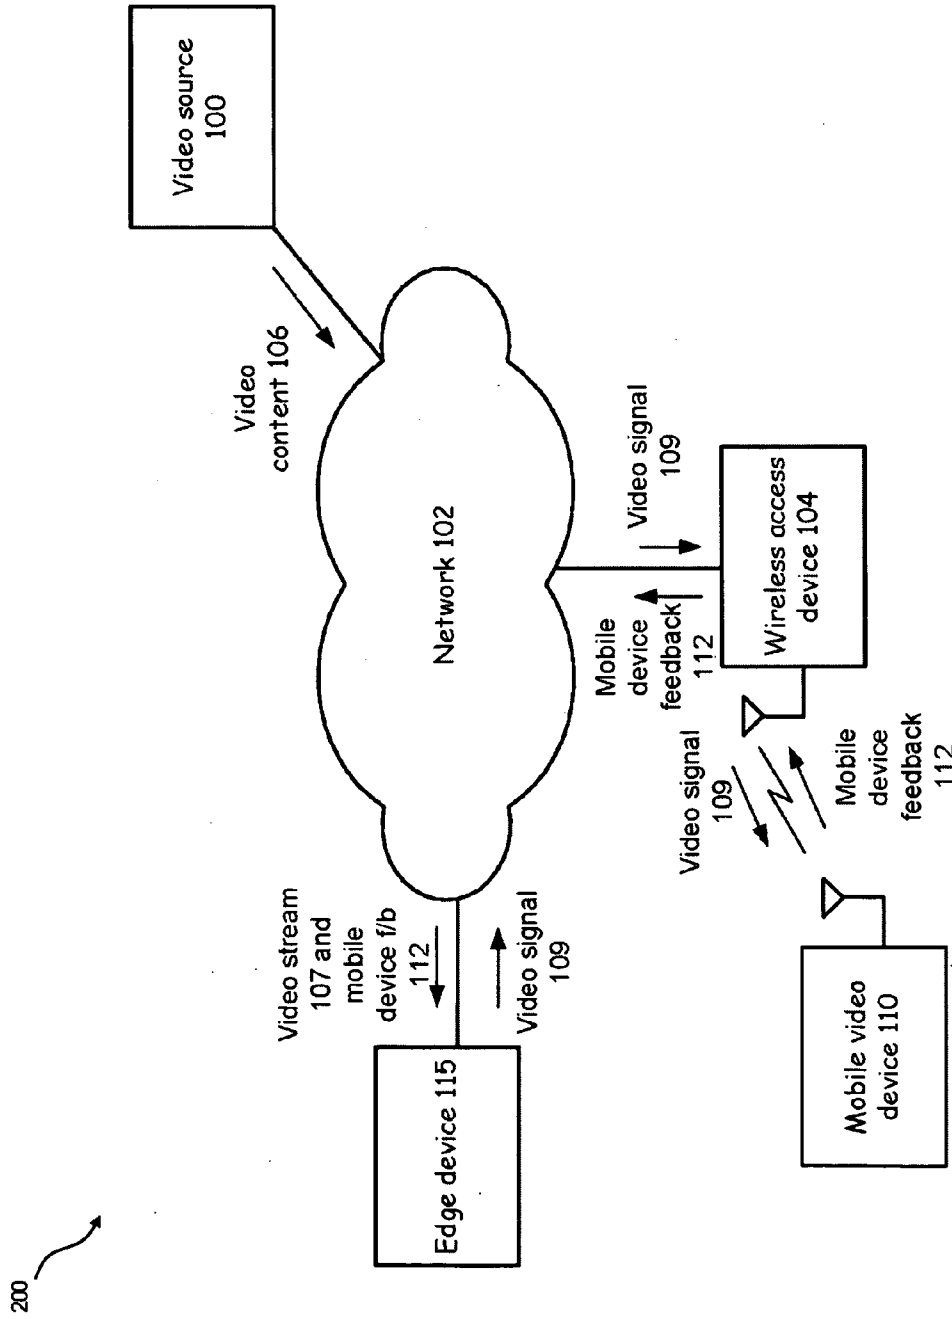 200
Edge device 115
Video stream
107 and
mobile
device f/b
112
Video signal
109
Network 102
Video
content 106
Video source
100
Mobile
device
feedback
112
Video signal
109
Wireless access
device 104
Video signal
109
Mobile
device
feedback
112
Mobile video
device 110